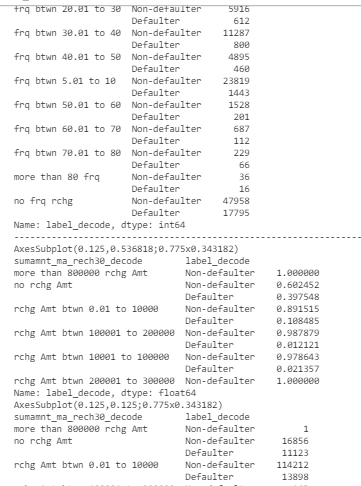 frq btwn 20.01 to 30 Non-defaulter 5916
Defaulter 612
frq btwn 30.01 to 40 Non-defaulter 11287
Defaulter 800
frq btwn 40.01 to 50 Non-defaulter 4895
Defaulter 460
frq btwn 5.01 to 10 Non-defaulter 23819
Defaulter 1443
frq btwn 50.01 to 60 Non-defaulter 1528
Defaulter 201
frq btwn 60.01 to 70 Non-defaulter 687
Defaulter 112
frq btwn 70.01 to 80 Non-defaulter 229
Defaulter 66
more than 80 frq Non-defaulter 36
Defaulter 16
no frq rchg Non-defaulter 47958
Defaulter 17795
Name: label_decode, dtype: int64
--------------------------------------------------------------------
AxesSubplot(0.125,0.536818;0.775x0.343182)
sumamnt_ma_rech30_decode label_decode
more than 800000 rchg Amt Non-defaulter 1.000000
no rchg Amt Non-defaulter 0.602452
Defaulter 0.397548
rchg Amt btwn 0.01 to 10000 Non-defaulter 0.891515
Defaulter 0.108485
rchg Amt btwn 100001 to 200000 Non-defaulter 0.987879
Defaulter 0.012121
rchg Amt btwn 10001 to 100000 Non-defaulter 0.978643
Defaulter 0.021357
rchg Amt btwn 200001 to 300000 Non-defaulter 1.000000
Name: label_decode, dtype: float64
AxesSubplot(0.125,0.125;0.775x0.343182)
sumamnt_ma_rech30_decode label_decode
more than 800000 rchg Amt Non-defaulter 1
no rchg Amt Non-defaulter 16856
Defaulter 11123
rchg Amt btwn 0.01 to 10000 Non-defaulter 114212
Defaulter 13898